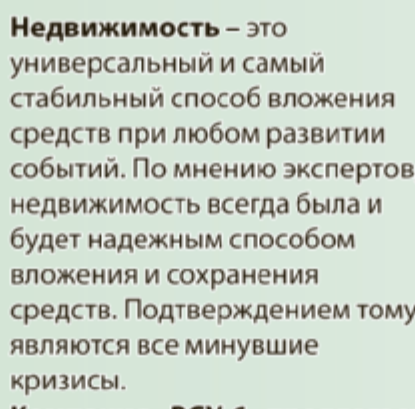 Недвижимость – это
универсальный и самый
стабильный способ вложения
средств при любом развитии
событий. По мнению экспертов
недвижимость всегда была и
будет надежным способом
вложения и сохранения
средств. Подтверждением тому
являются все минувшие
кризисы.